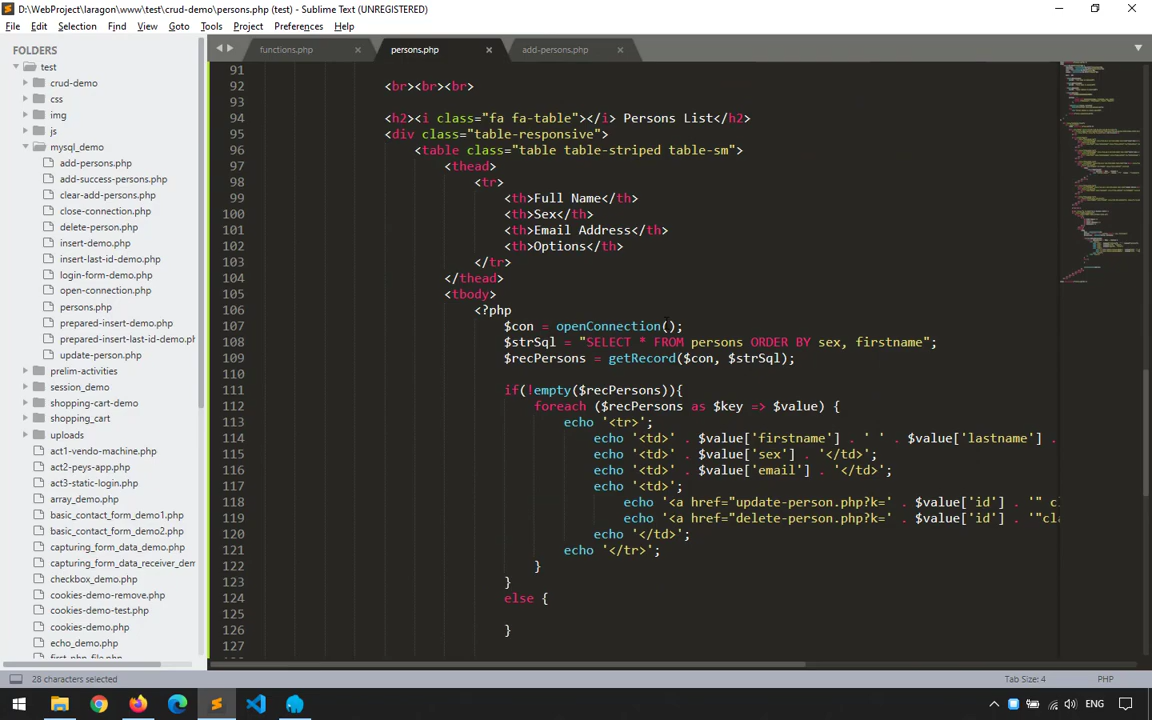 D:\WebProject\laragon\www\test\crud-demo\persons.php (test) - Sublime Text (UNREGISTERED)
File Edit Selection Find View Goto Tools Project Preferences Help
FOLDERS
test
crud-demo
css
img
js
mysql_demo
add-persons.php
add-success-persons.php
clear-add-persons.php
close-connection.php
delete-person.php
insert-demo.php
insert-last-id-demo.php
login-form-demo.php
open-connection.php
persons.php
prepared-insert-demo.php
prepared-insert-last-id-demo.php
update-person.php
prelim-activities
session_demo
shopping-cart-demo
shopping_cart
uploads
act1-vendo-machine.php
act2-peys-app.php
act3-static-login.php
array_demo.php
basic_contact_form_demo1.php
basic_contact_form_demo2.php
capturing_form_data_demo.php
capturing_form_data_receiver_dem
checkbox_demo.php
cookies-demo-remove.php
cookies-demo-test.php
cookies-demo.php
echo_demo.php
first_php_file.php
functions.php persons.php add-persons.php
91
92 <br><br><br>
93
94 <h2><i class="fa fa-table"></i> Persons List</h2>
95 <div class="table-responsive">
96 <table class="table table-striped table-sm">
97 <thead>
98 <tr>
99 <th>Full Name</th>
100 <th>Sex</th>
101 <th>Email Address</th>
102 <th>Options</th>
103 </tr>
104 </thead>
105 <tbody>
106 <?php
107 $con = openConnection();
108 $strSql = "SELECT * FROM persons ORDER BY sex, firstname";
109 $recPersons = getRecord($con, $strSql);
110
111 if(!empty($recPersons)){
112 foreach ($recPersons as $key => $value) {
113 echo '<tr>';
114 echo '<td>' . $value['firstname'] . ' ' . $value['lastname'] .
115 echo '<td>' . $value['sex'] . '</td>';
116 echo '<td>' . $value['email'] . '</td>';
117 echo '<td>';
118 echo '<a href="update-person.php?k=' . $value['id'] . '" cl
119 echo '<a href="delete-person.php?k=' . $value['id'] . '"cla
120 echo '</td>';
121 echo '</tr>';
122 }
123 }
124 else {
125
126 }
127
28 characters selected Tab Size: 4 PHP
ENG